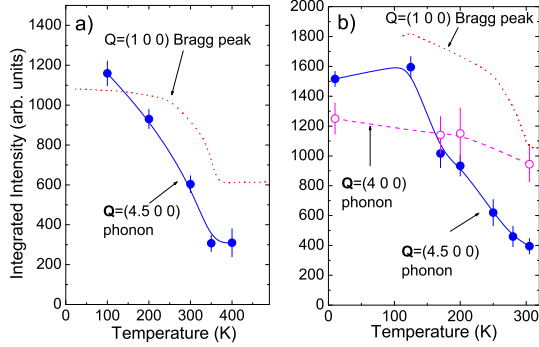 a)
Q=(1 0 0) Bragg peak
Q=(4.5 0 0)
phonon
1400
1200
1000
800
600
400
200
0
0 100 200 300 400
Temperature (K)
Integrated Intensity (arb. units)
b)
Q=(1 0 0)
Bragg peak
Q=(4 0 0)
phonon
Q=(4.5 0 0)
phonon
2000
1800
1600
1400
1200
1000
800
600
400
200
0
0 100 200 300
Temperature (K)